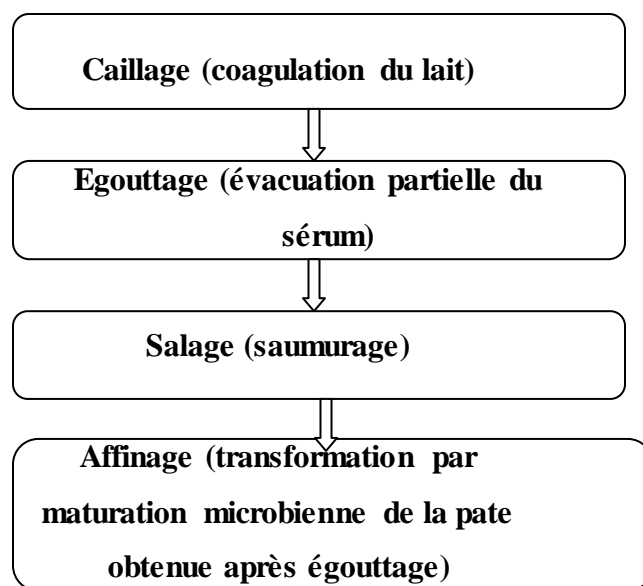 Caillage (coagulation du lait)
Egouttage (évacuation partielle du
sérum)
Salage (saumurage)
Affinage (transformation par
maturation microbienne de la pate
obtenue après égouttage)